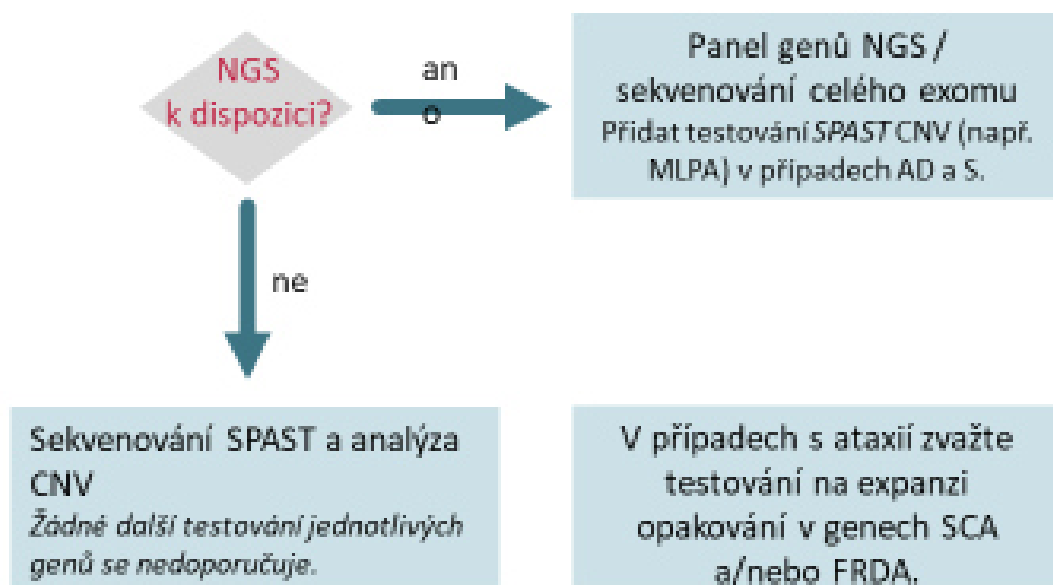 NGS
k dispozici?
an
o
Panel genů NGS /
sekvenování celého exomu
Přidat testování SPAST CNV (např.
MLPA) v případech AD a S.
ne
Sekvenování SPAST a analýza
CNV
Žádné další testování jednotlivých
genů se nedoporučuje.
V případech s ataxií zvažte
testování na expanzi
opakování v genech SCA
a/nebo FRDA.